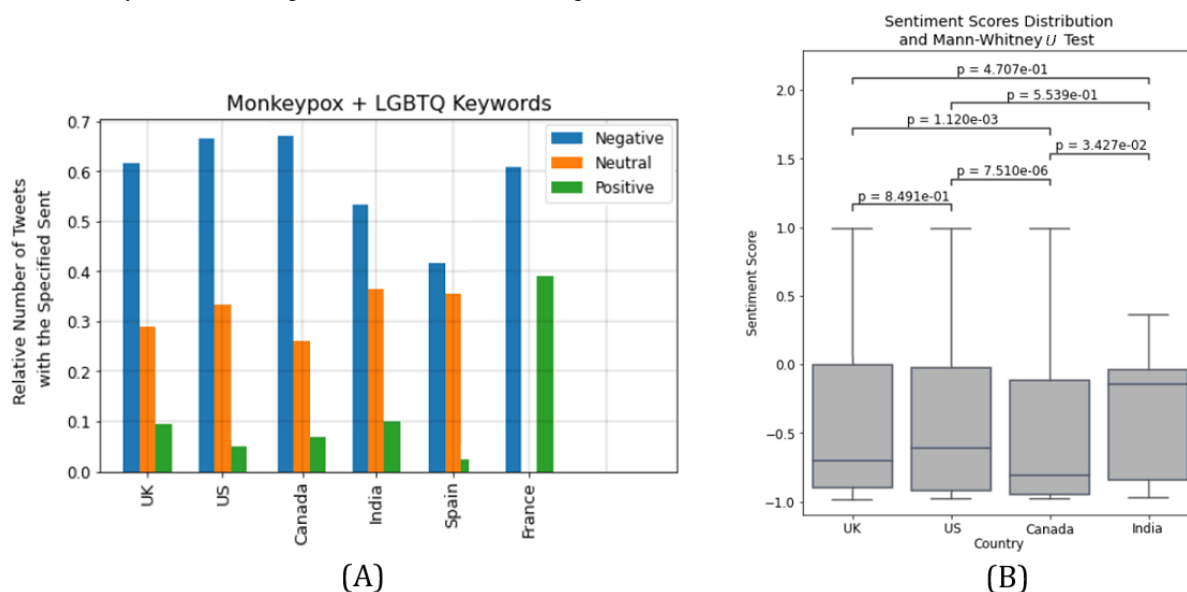 Monkeypox + LGBTQ Keywords
Relative Number of Tweets
with the Specified Sent
0.7
0.6
0.5
0.4
0.3
0.2
0.1
0.0
Negative
Neutral
Positive
UK
US
Canada
India
Spain
France
(A)
Sentiment Scores Distribution
and Mann-Whitney U Test
Sentiment Score
2.0
1.5
1.0
0.5
0.0
−0.5
−1.0
p = 4.707e-01
p = 5.539e-01
p = 1.120e-03
p = 3.427e-02
p = 7.510e-06
p = 8.491e-01
UK
US
Canada
India
Country
(B)